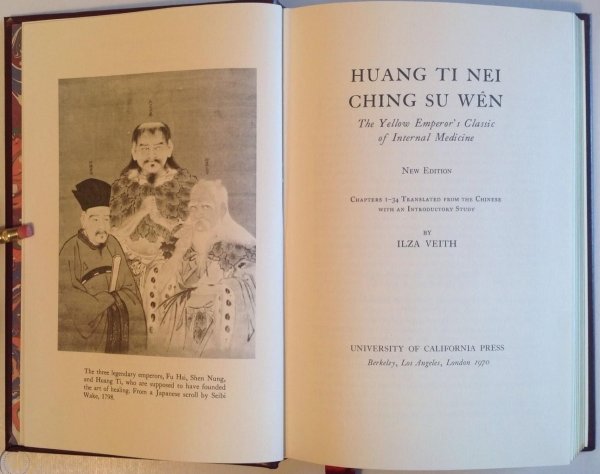 The three legendary emperors, Fu Hsi, Shen Nung,
and Huang Ti, who are supposed to have founded
the art of healing. From a Japanese scroll by Seibi
Wake, 1798.
HUANG TI NEI
CHING SU WÊN
The Yellow Emperor's Classic
of Internal Medicine
NEW EDITION
CHAPTERS 1–34 TRANSLATED FROM THE CHINESE
WITH AN INTRODUCTORY STUDY
BY
ILZA VEITH
UNIVERSITY OF CALIFORNIA PRESS
Berkeley, Los Angeles, London 1970